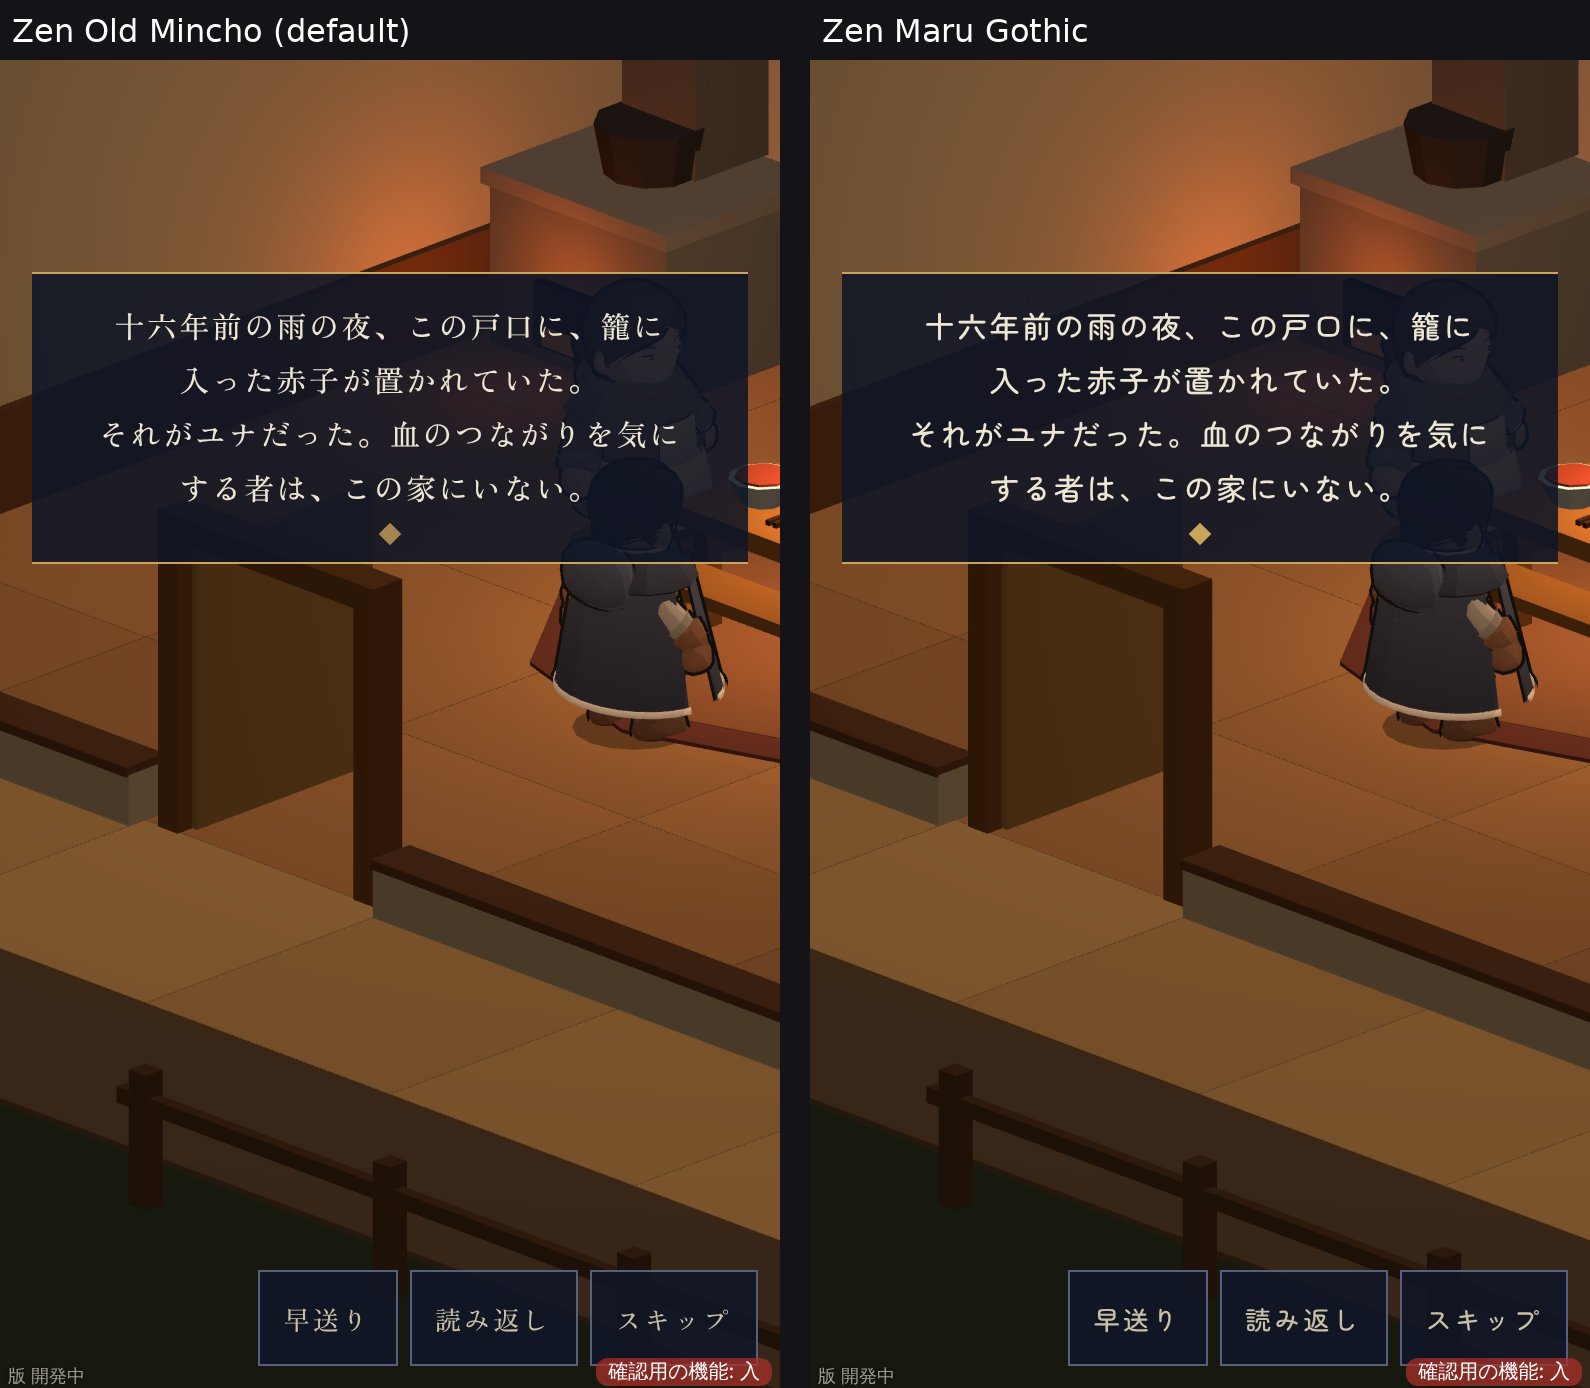 Zen Old Mincho (default)
十六年前の雨の夜、この戸口に、籠に
入った赤子が置かれていた。
それがユナだった。血のつながりを気に
する者は、この家にいない。
早送り
読み返し
スキップ
版 開発中
確認用の機能: 入
Zen Maru Gothic
十六年前の雨の夜、この戸口に、籠に
入った赤子が置かれていた。
それがユナだった。血のつながりを気に
する者は、この家にいない。
早送り
読み返し
スキップ
版 開発中
確認用の機能: 入